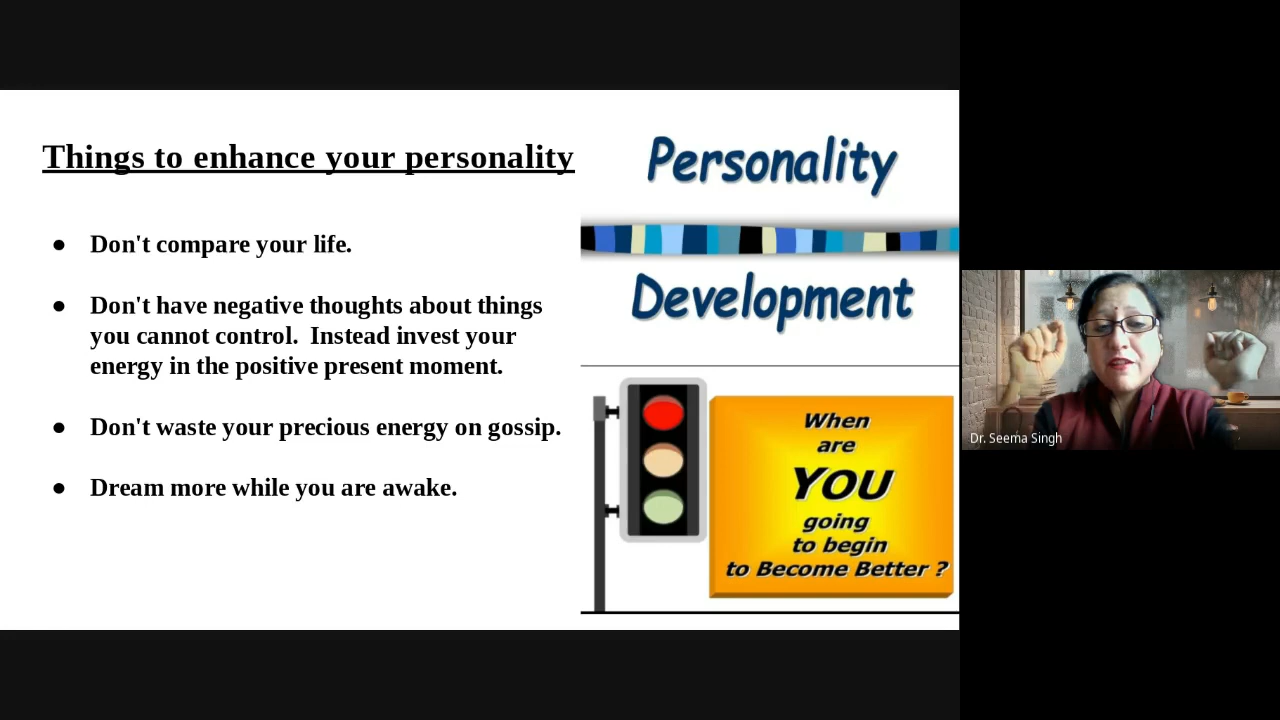 Things to enhance your personality
● Don't compare your life.
● Don't have negative thoughts about things
you cannot control.  Instead invest your
energy in the positive present moment.
● Don't waste your precious energy on gossip.
● Dream more while you are awake.
Personality
Development
When
are
YOU
going
to begin
to Become Better ?
Dr. Seema Singh